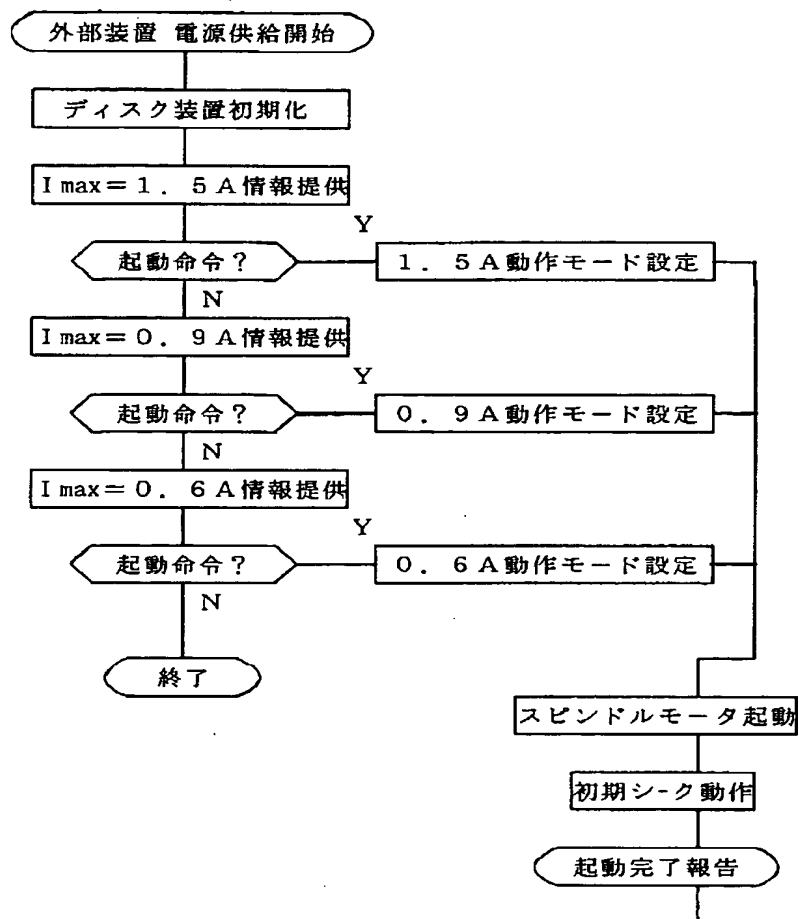 外部装置 電源供給開始
ディスク装置初期化
Imax=1.5A情報提供
起動命令?
Y
1.5A動作モード設定
N
Imax=0.9A情報提供
起動命令?
Y
0.9A動作モード設定
N
Imax=0.6A情報提供
起動命令?
Y
0.6A動作モード設定
N
終了
スピンドルモータ起動
初期シ-ク動作
起動完了報告